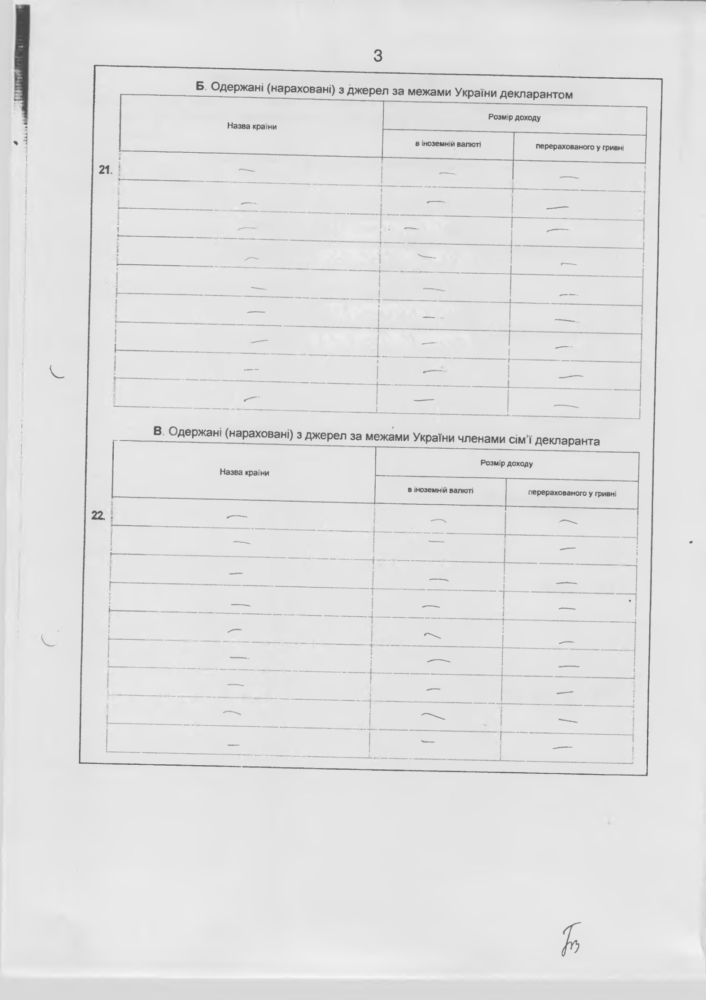 3
Б. Одержані (нараховані) з джерел за межами України декларантом
Назва країни
Розмір доходу
в іноземній валюті
перерахованого у гривні
21.
— — —
— — —
— — —
— — —
— — —
— — —
— — —
— — —
— — —
В. Одержані (нараховані) з джерел за межами України членами сім'ї декларанта
Назва країни
Розмір доходу
в іноземній валюті
перерахованого у гривні
22.
— — —
— — —
— — —
— — —
— — —
— — —
— — —
— — —
— — —